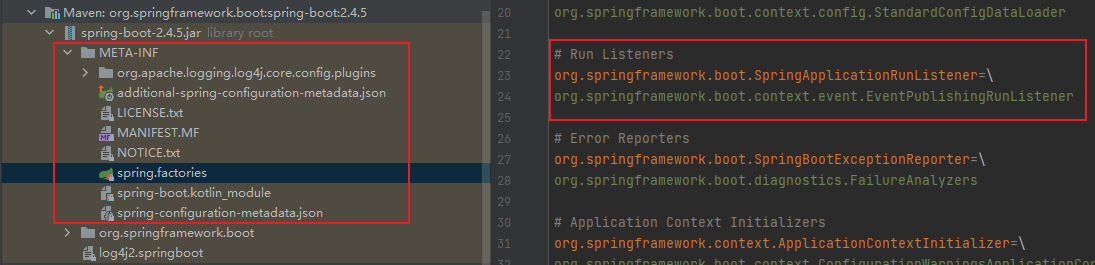 Maven: org.springframework.boot:spring-boot:2.4.5
spring-boot-2.4.5.jar library root
META-INF
org.apache.logging.log4j.core.config.plugins
additional-spring-configuration-metadata.json
LICENSE.txt
MANIFEST.MF
NOTICE.txt
spring.factories
spring-boot.kotlin_module
spring-configuration-metadata.json
org.springframework.boot
log4j2.springboot
20 org.springframework.boot.context.config.StandardConfigDataLoader
21
22 # Run Listeners
23 org.springframework.boot.SpringApplicationRunListener=\
24 org.springframework.boot.context.event.EventPublishingRunListener
25
26 # Error Reporters
27 org.springframework.boot.SpringBootExceptionReporter=\
28 org.springframework.boot.diagnostics.FailureAnalyzers
29
30 # Application Context Initializers
31 org.springframework.context.ApplicationContextInitializer=\
32 org.springframework.boot.context.ConfigurationWarningsApplicationCon